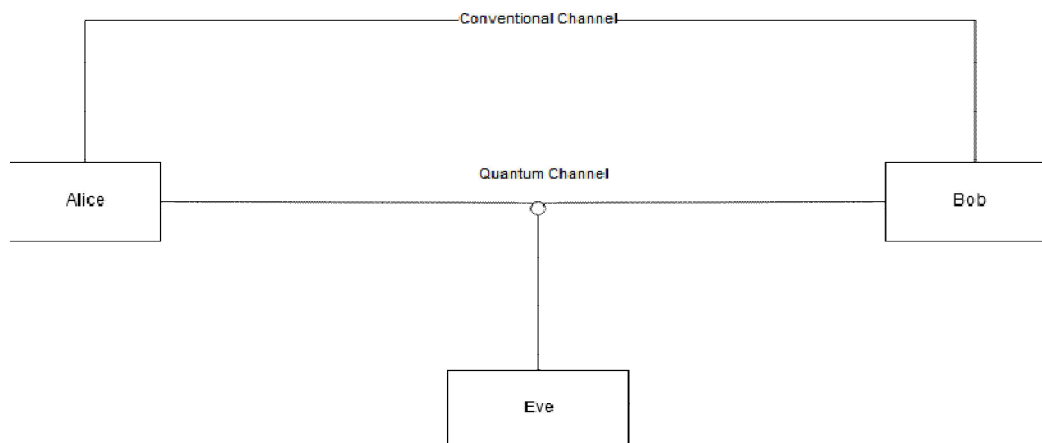 Conventional Channel
Quantum Channel
Alice
Bob
Eve